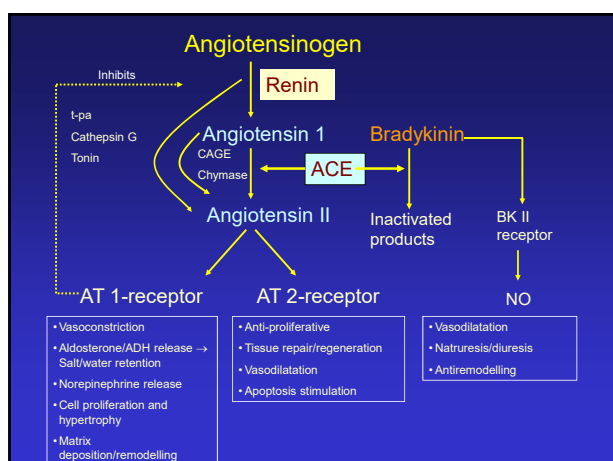 Angiotensinogen
Inhibits
Renin
t-pa
Cathepsin G
Tonin
Angiotensin 1
Bradykinin
CAGE
Chymase
ACE
Angiotensin II
Inactivated
products
BK II
receptor
AT 1-receptor
AT 2-receptor
NO
• Vasoconstriction
• Aldosterone/ADH release →
Salt/water retention
• Norepinephrine release
• Cell proliferation and
hypertrophy
• Matrix
deposition/remodelling
• Anti-proliferative
• Tissue repair/regeneration
• Vasodilatation
• Apoptosis stimulation
• Vasodilatation
• Natruresis/diuresis
• Antiremodelling